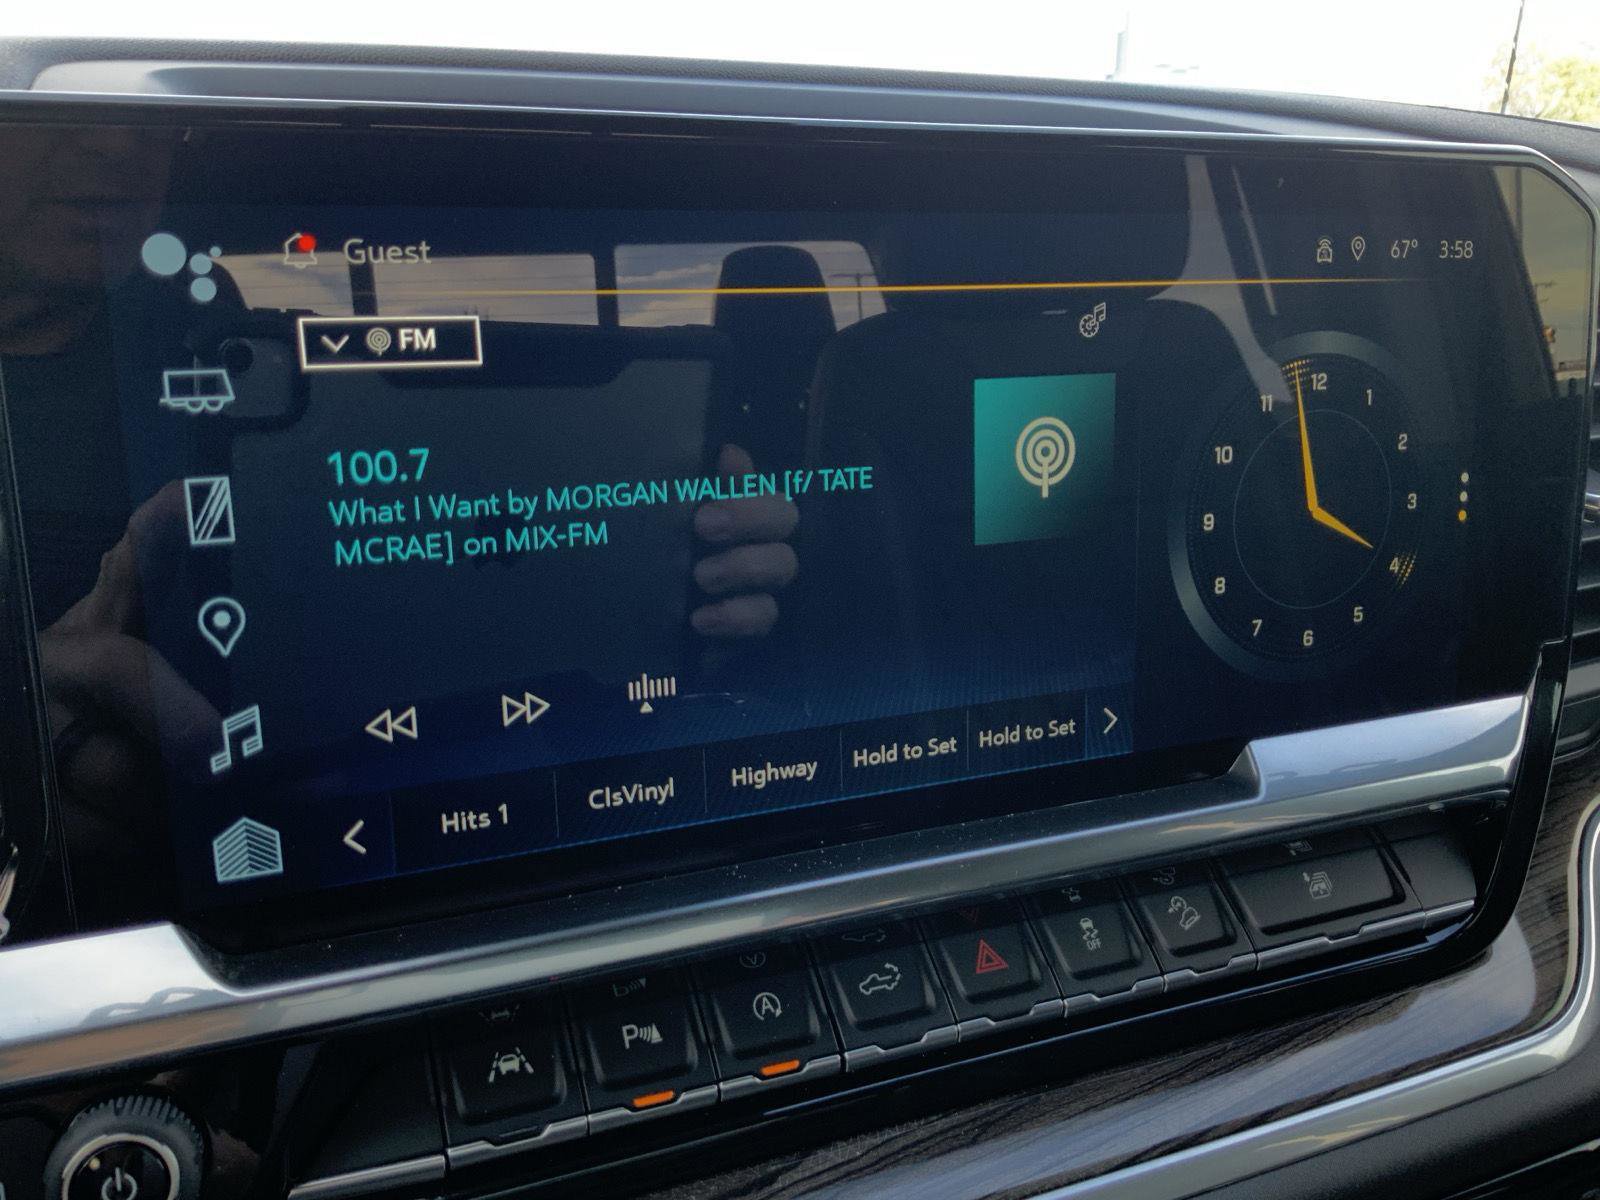 Guest
67° 3:58
FM
100.7
What I Want by MORGAN WALLEN [f/ TATE
MCRAE] on MIX-FM
12
11
1
10
2
9
3
8
4
7
5
6
Hits 1
ClsVinyl
Highway
Hold to Set
Hold to Set
P
A
OFF